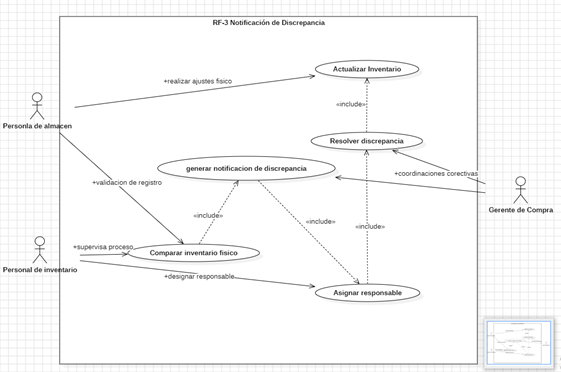 RF-3 Notificación de Discrepancia
Actualizar Inventario
+realizar ajustes fisico
«include»
Personla de almacen
Resolver discrepancia
generar notificacion de discrepancia
+coordinaciones corectivas
+validacion de registro
Gerente de Compra
«include»
«include»
«include»
+supervisa proceso
Comparar inventario fisico
Personal de inventario
+designar responsable
Asignar responsable